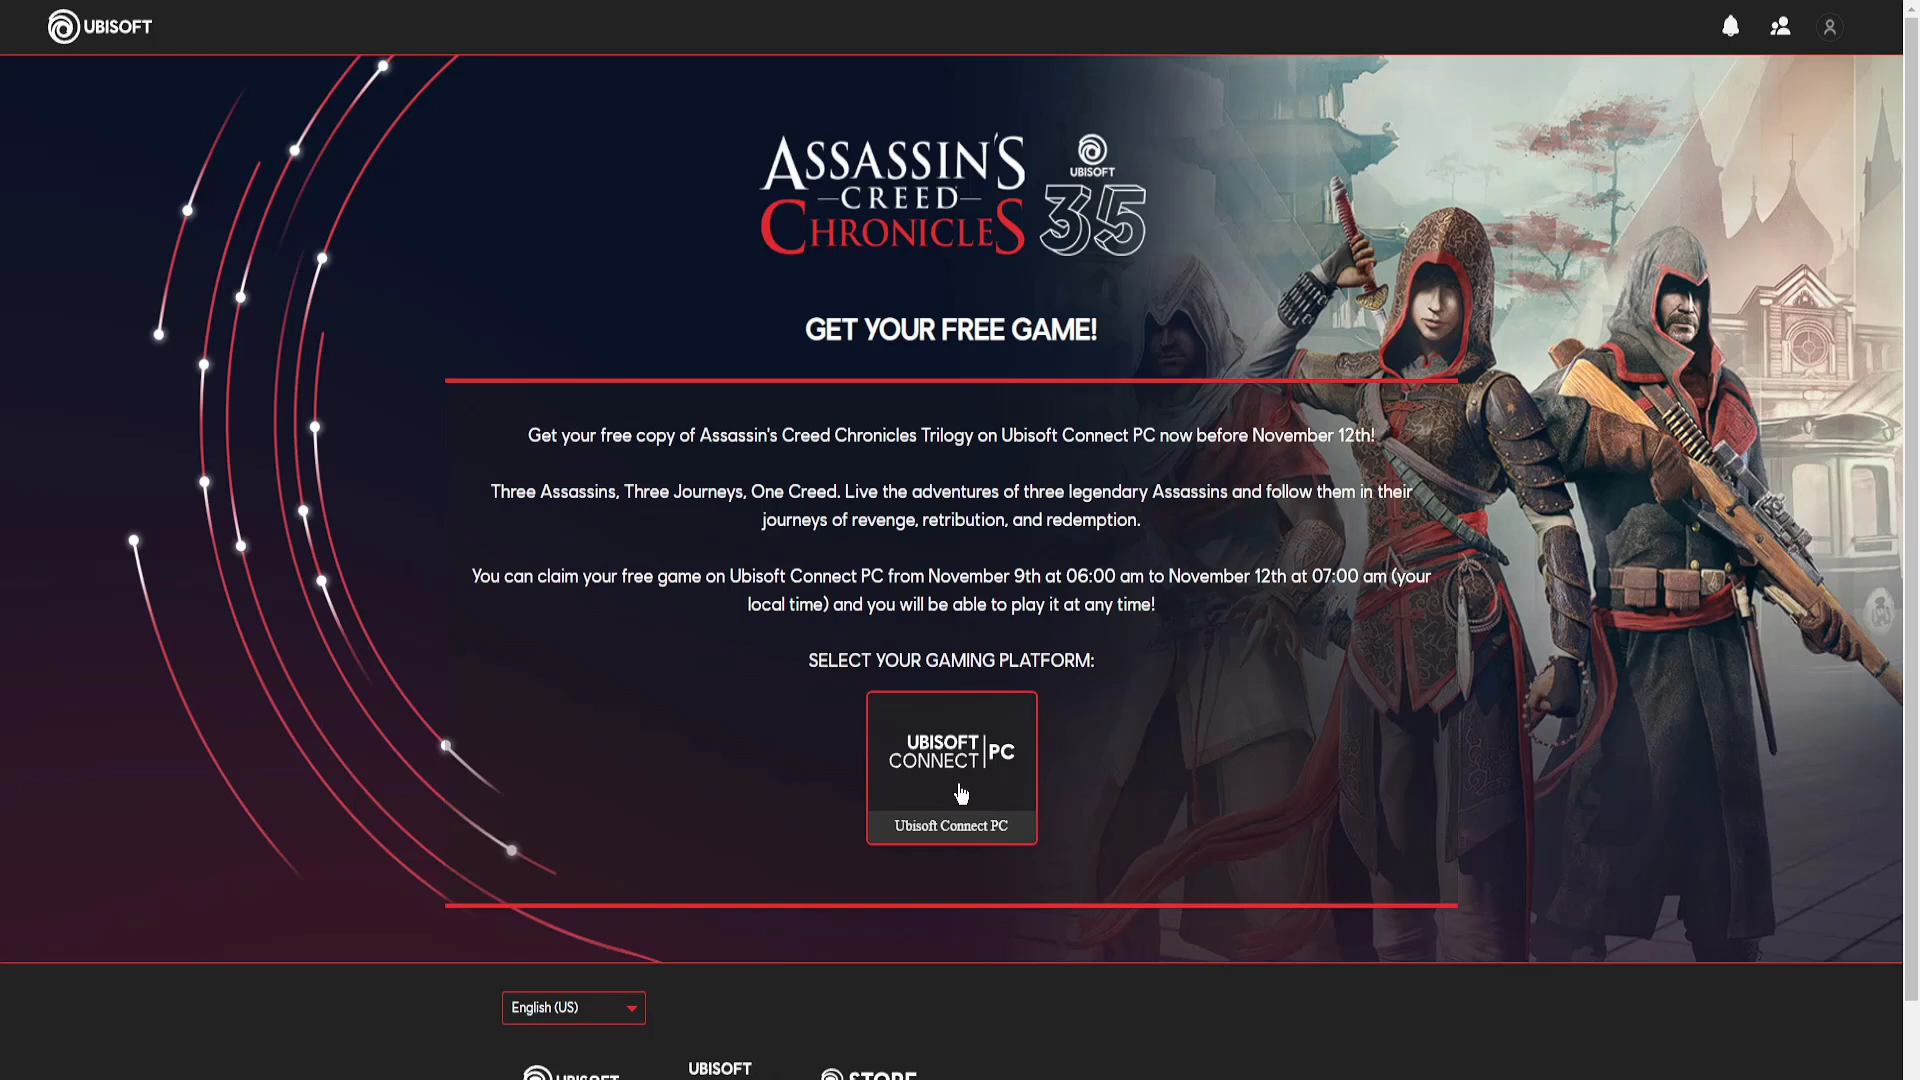 UBISOFT
ASSASSIN'S
CREED
CHRONICLES
UBISOFT
35
GET YOUR FREE GAME!
Get your free copy of Assassin's Creed Chronicles Trilogy on Ubisoft Connect PC now before November 12th!
Three Assassins, Three Journeys, One Creed. Live the adventures of three legendary Assassins and follow them in their
journeys of revenge, retribution, and redemption.
You can claim your free game on Ubisoft Connect PC from November 9th at 06:00 am to November 12th at 07:00 am (your
local time) and you will be able to play it at any time!
SELECT YOUR GAMING PLATFORM:
UBISOFT
CONNECT PC
Ubisoft Connect PC
English (US)
UBISOFT
UBISOFT
STORE